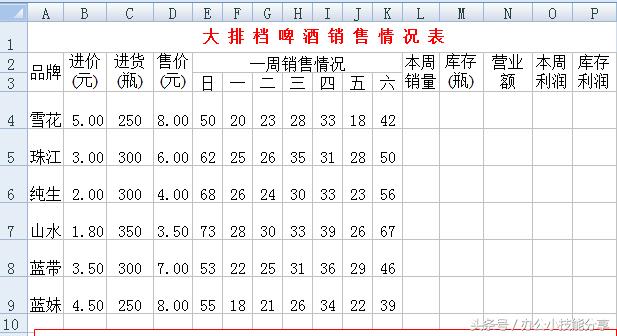 A B C D E F G H I J K L M N O P
1 大排档啤酒销售情况表
2 品牌 进价(元) 进货(瓶) 售价(元) 一周销售情况 本周销量 库存(瓶) 营业额 本周利润 库存利润
3 日 一 二 三 四 五 六
4 雪花 5.00 250 8.00 50 20 23 28 33 18 42
5 珠江 3.00 300 6.00 62 25 26 35 31 28 50
6 纯生 2.00 300 4.00 68 26 24 30 33 23 56
7 山水 1.80 350 3.50 73 28 30 33 39 26 67
8 蓝带 3.50 300 7.00 53 22 25 31 36 29 46
9 蓝妹 4.50 250 8.00 55 18 21 26 34 22 39
10
头条号/办公小技能分享